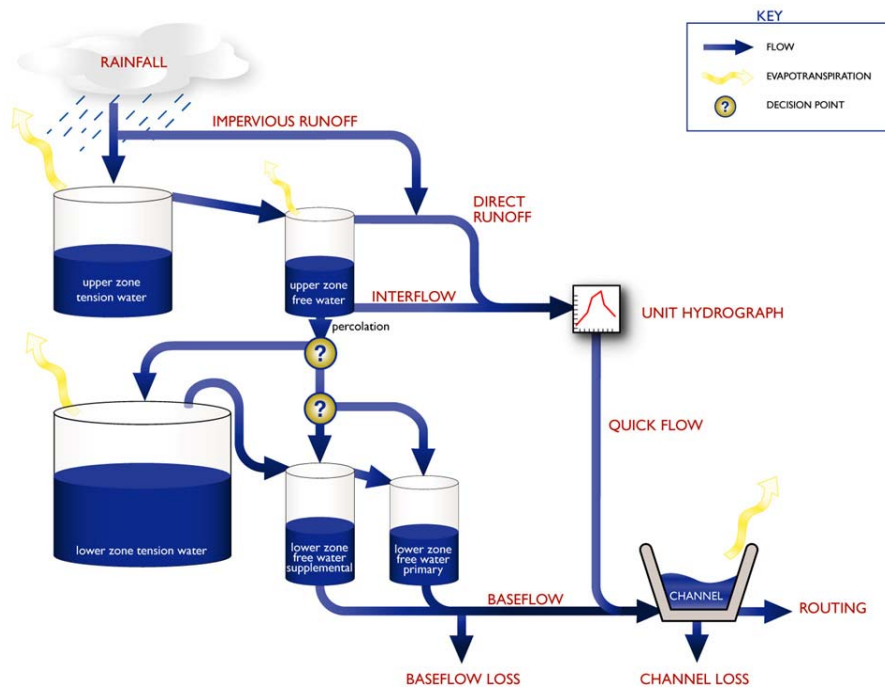 KEY
FLOW
EVAPOTRANSPIRATION
?
DECISION POINT
RAINFALL
IMPERVIOUS RUNOFF
DIRECT
RUNOFF
upper zone
tension water
upper zone
free water
INTERFLOW
UNIT HYDROGRAPH
percolation
?
?
QUICK FLOW
lower zone tension water
lower zone
free water
supplemental
lower zone
free water
primary
BASEFLOW
CHANNEL
ROUTING
BASEFLOW LOSS
CHANNEL LOSS